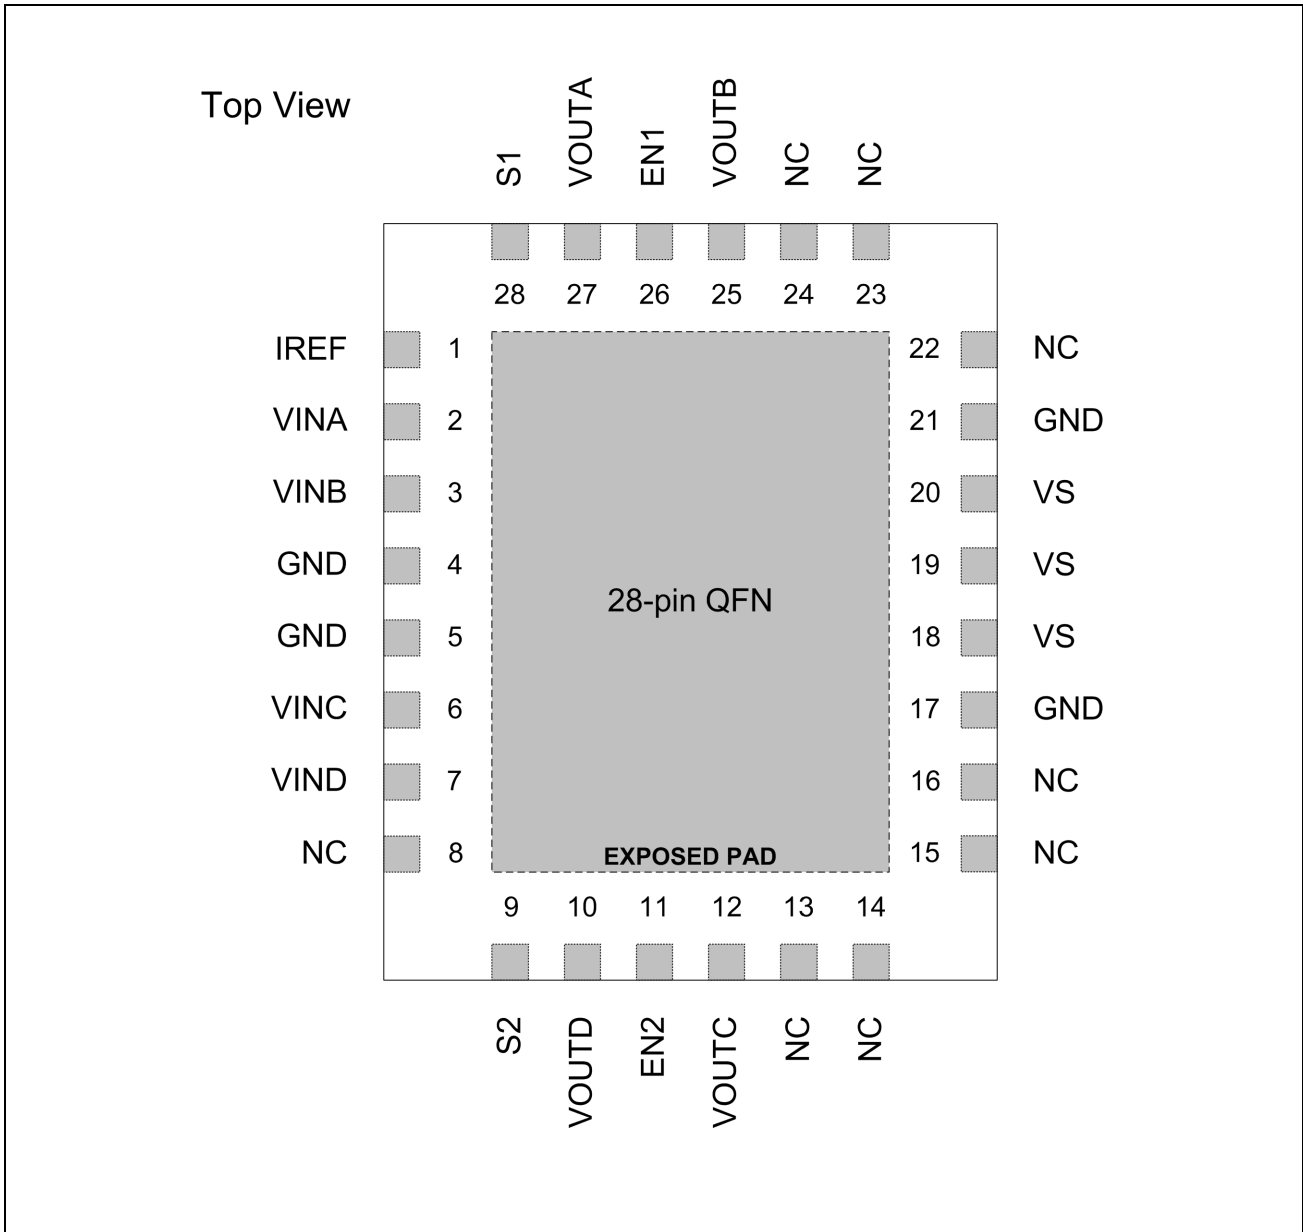 Top View
S1
VOUTA
EN1
VOUTB
NC
NC
28 27 26 25 24 23
IREF 1 22 NC
VINA 2 21 GND
VINB 3 20 VS
GND 4 19 VS
28-pin QFN
GND 5 18 VS
VINC 6 17 GND
VIND 7 16 NC
NC 8 15 NC
EXPOSED PAD
9 10 11 12 13 14
S2
VOUTD
EN2
VOUTC
NC
NC